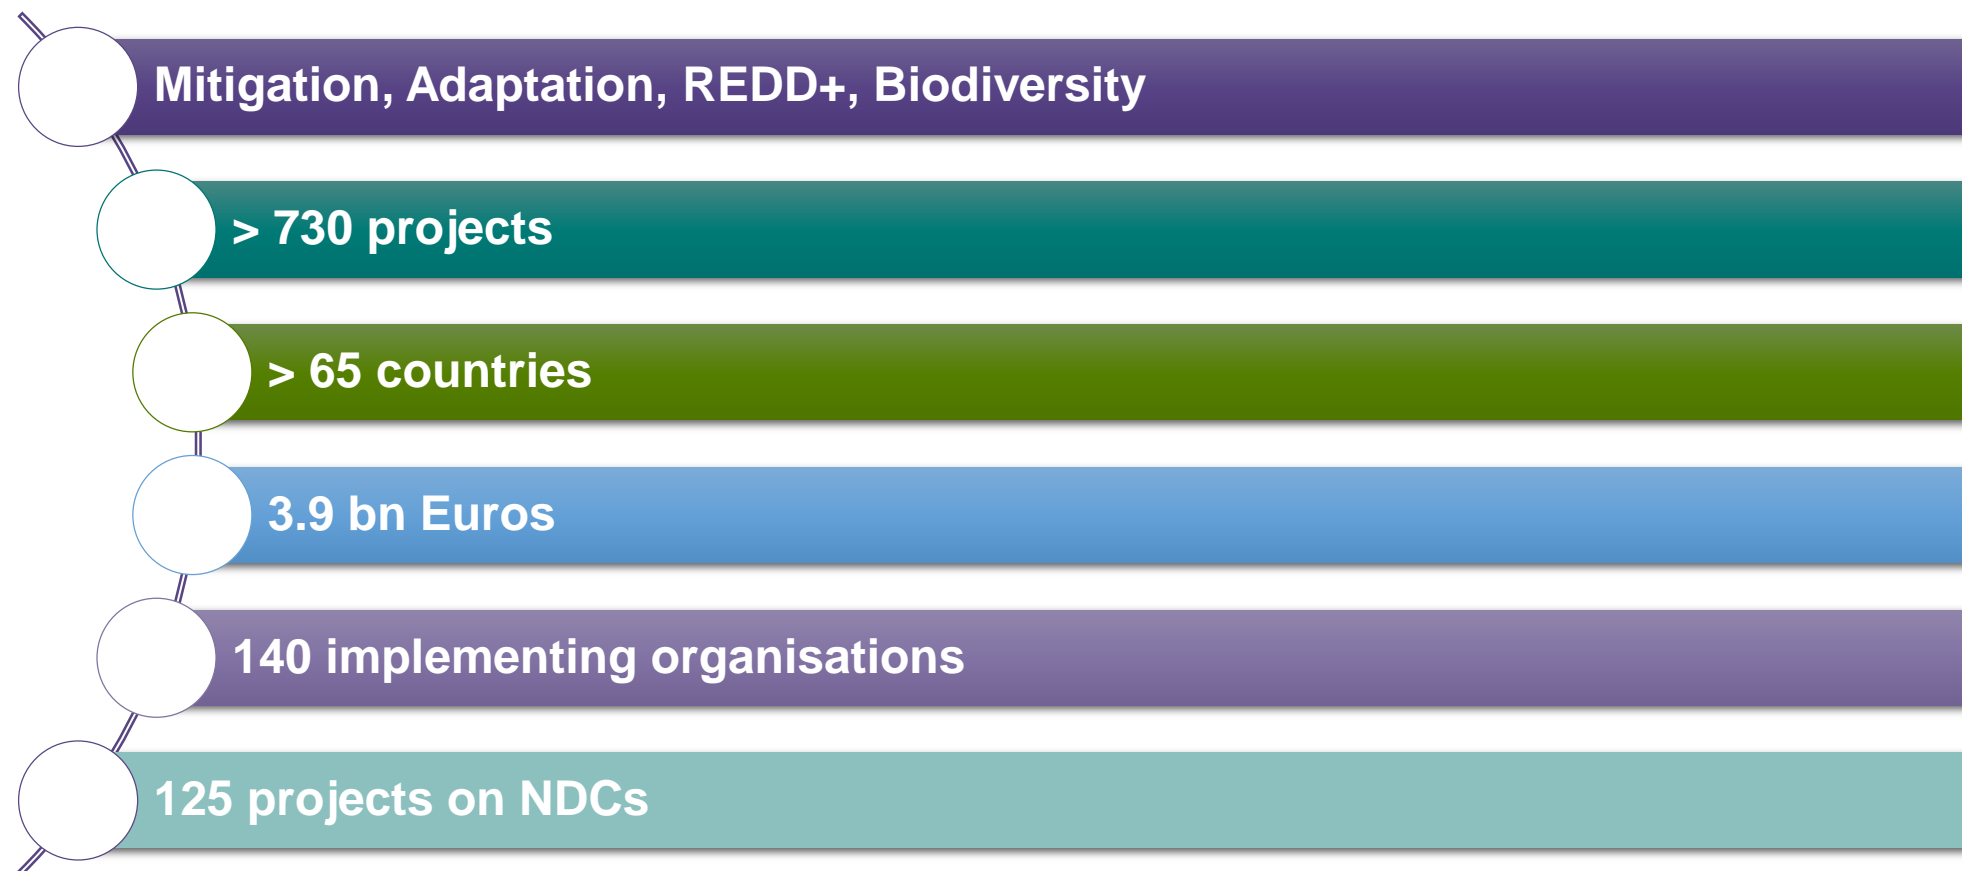 Mitigation, Adaptation, REDD+, Biodiversity
> 730 projects
> 65 countries
3.9 bn Euros
140 implementing organisations
125 projects on NDCs